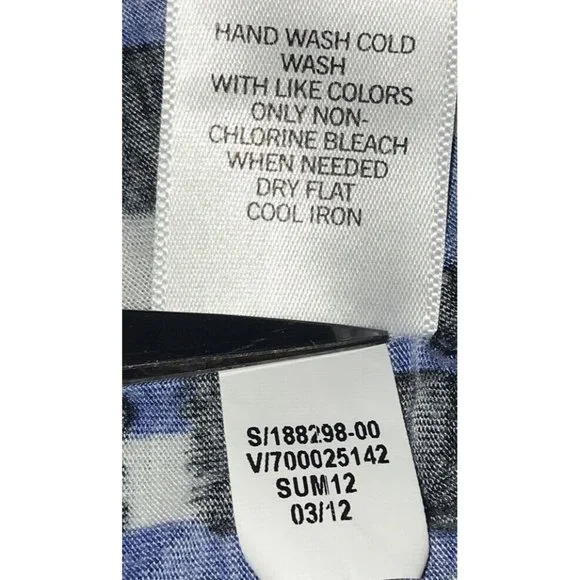 HAND WASH COLD
WASH
WITH LIKE COLORS
ONLY NON-
CHLORINE BLEACH
WHEN NEEDED
DRY FLAT
COOL IRON
S/188298-00
V/700025142
SUM12
03/12